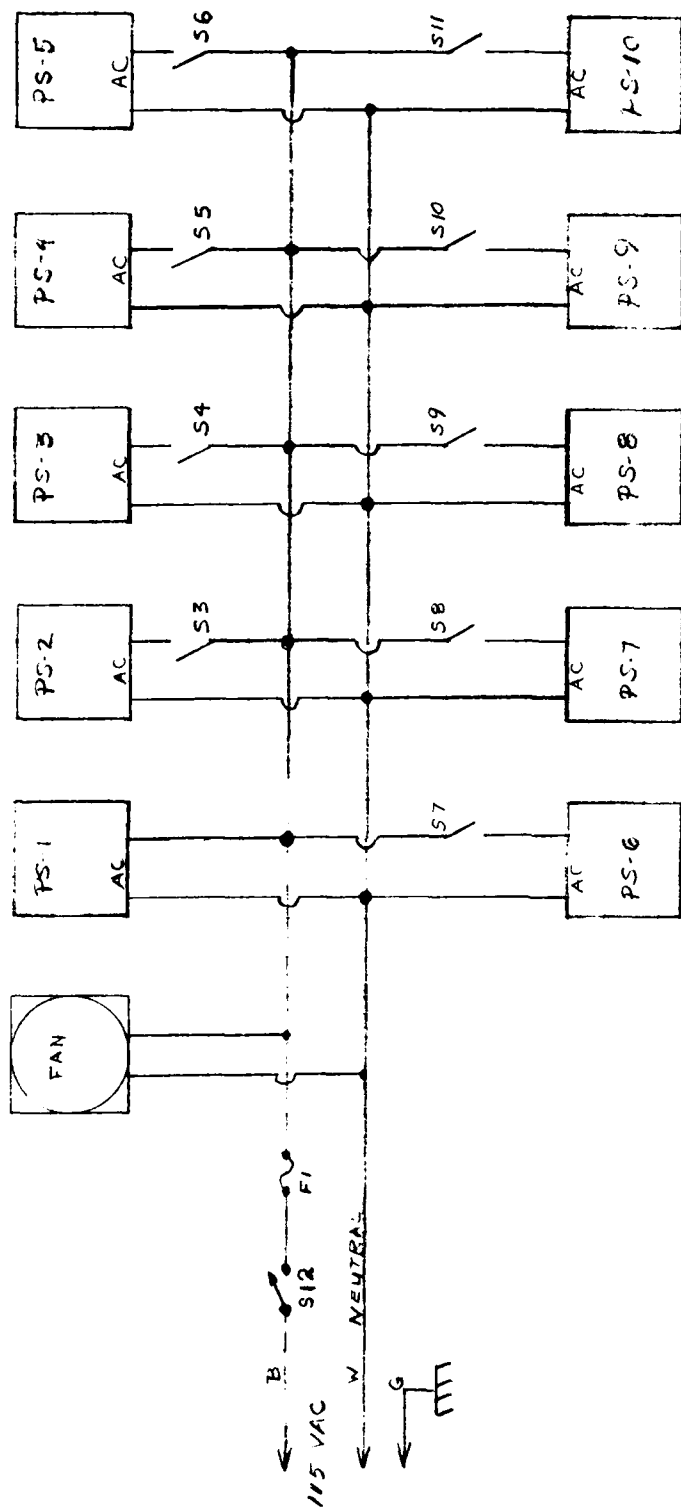 FAN
PS-1
AC
PS-2
AC
PS-3
AC
PS-4
AC
PS-5
AC
S3
S4
S5
S6
115 VAC
B
S12
F1
W NEUTRAL
G
S7
S8
S9
S10
S11
AC
PS-6
AC
PS-7
AC
PS-8
AC
PS-9
AC
PS-10